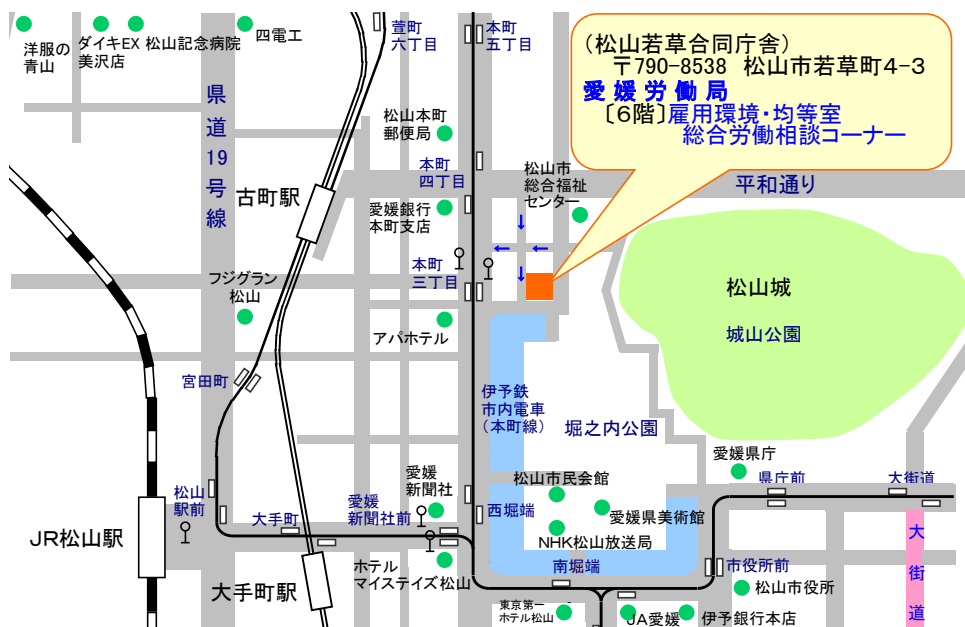 洋服の
青山
ダイキEX
美沢店
松山記念病院
四電工
萱町
六丁目
本町
五丁目
(松山若草合同庁舎)
〒790-8538 松山市若草町4-3
愛媛労働局
〔6階〕雇用環境・均等室
総合労働相談コーナー
県道19号線
松山本町
郵便局
本町
四丁目
松山市
総合福祉
センター
平和通り
古町駅
愛媛銀行
本町支店
↓
←
←
↓
本町
三丁目
フジグラン
松山
アパホテル
松山城
城山公園
宮田町
伊予鉄
市内電車
(本町線)
堀之内公園
愛媛県庁
県庁前
大街道
愛媛
新聞社
松山市民会館
松山
駅前
大手町
愛媛
新聞社前
西堀端
愛媛県美術館
NHK松山放送局
JR松山駅
大手町駅
ホテル
マイステイズ松山
南堀端
市役所前
松山市役所
大街道
東京第一
ホテル松山
JA愛媛
伊予銀行本店